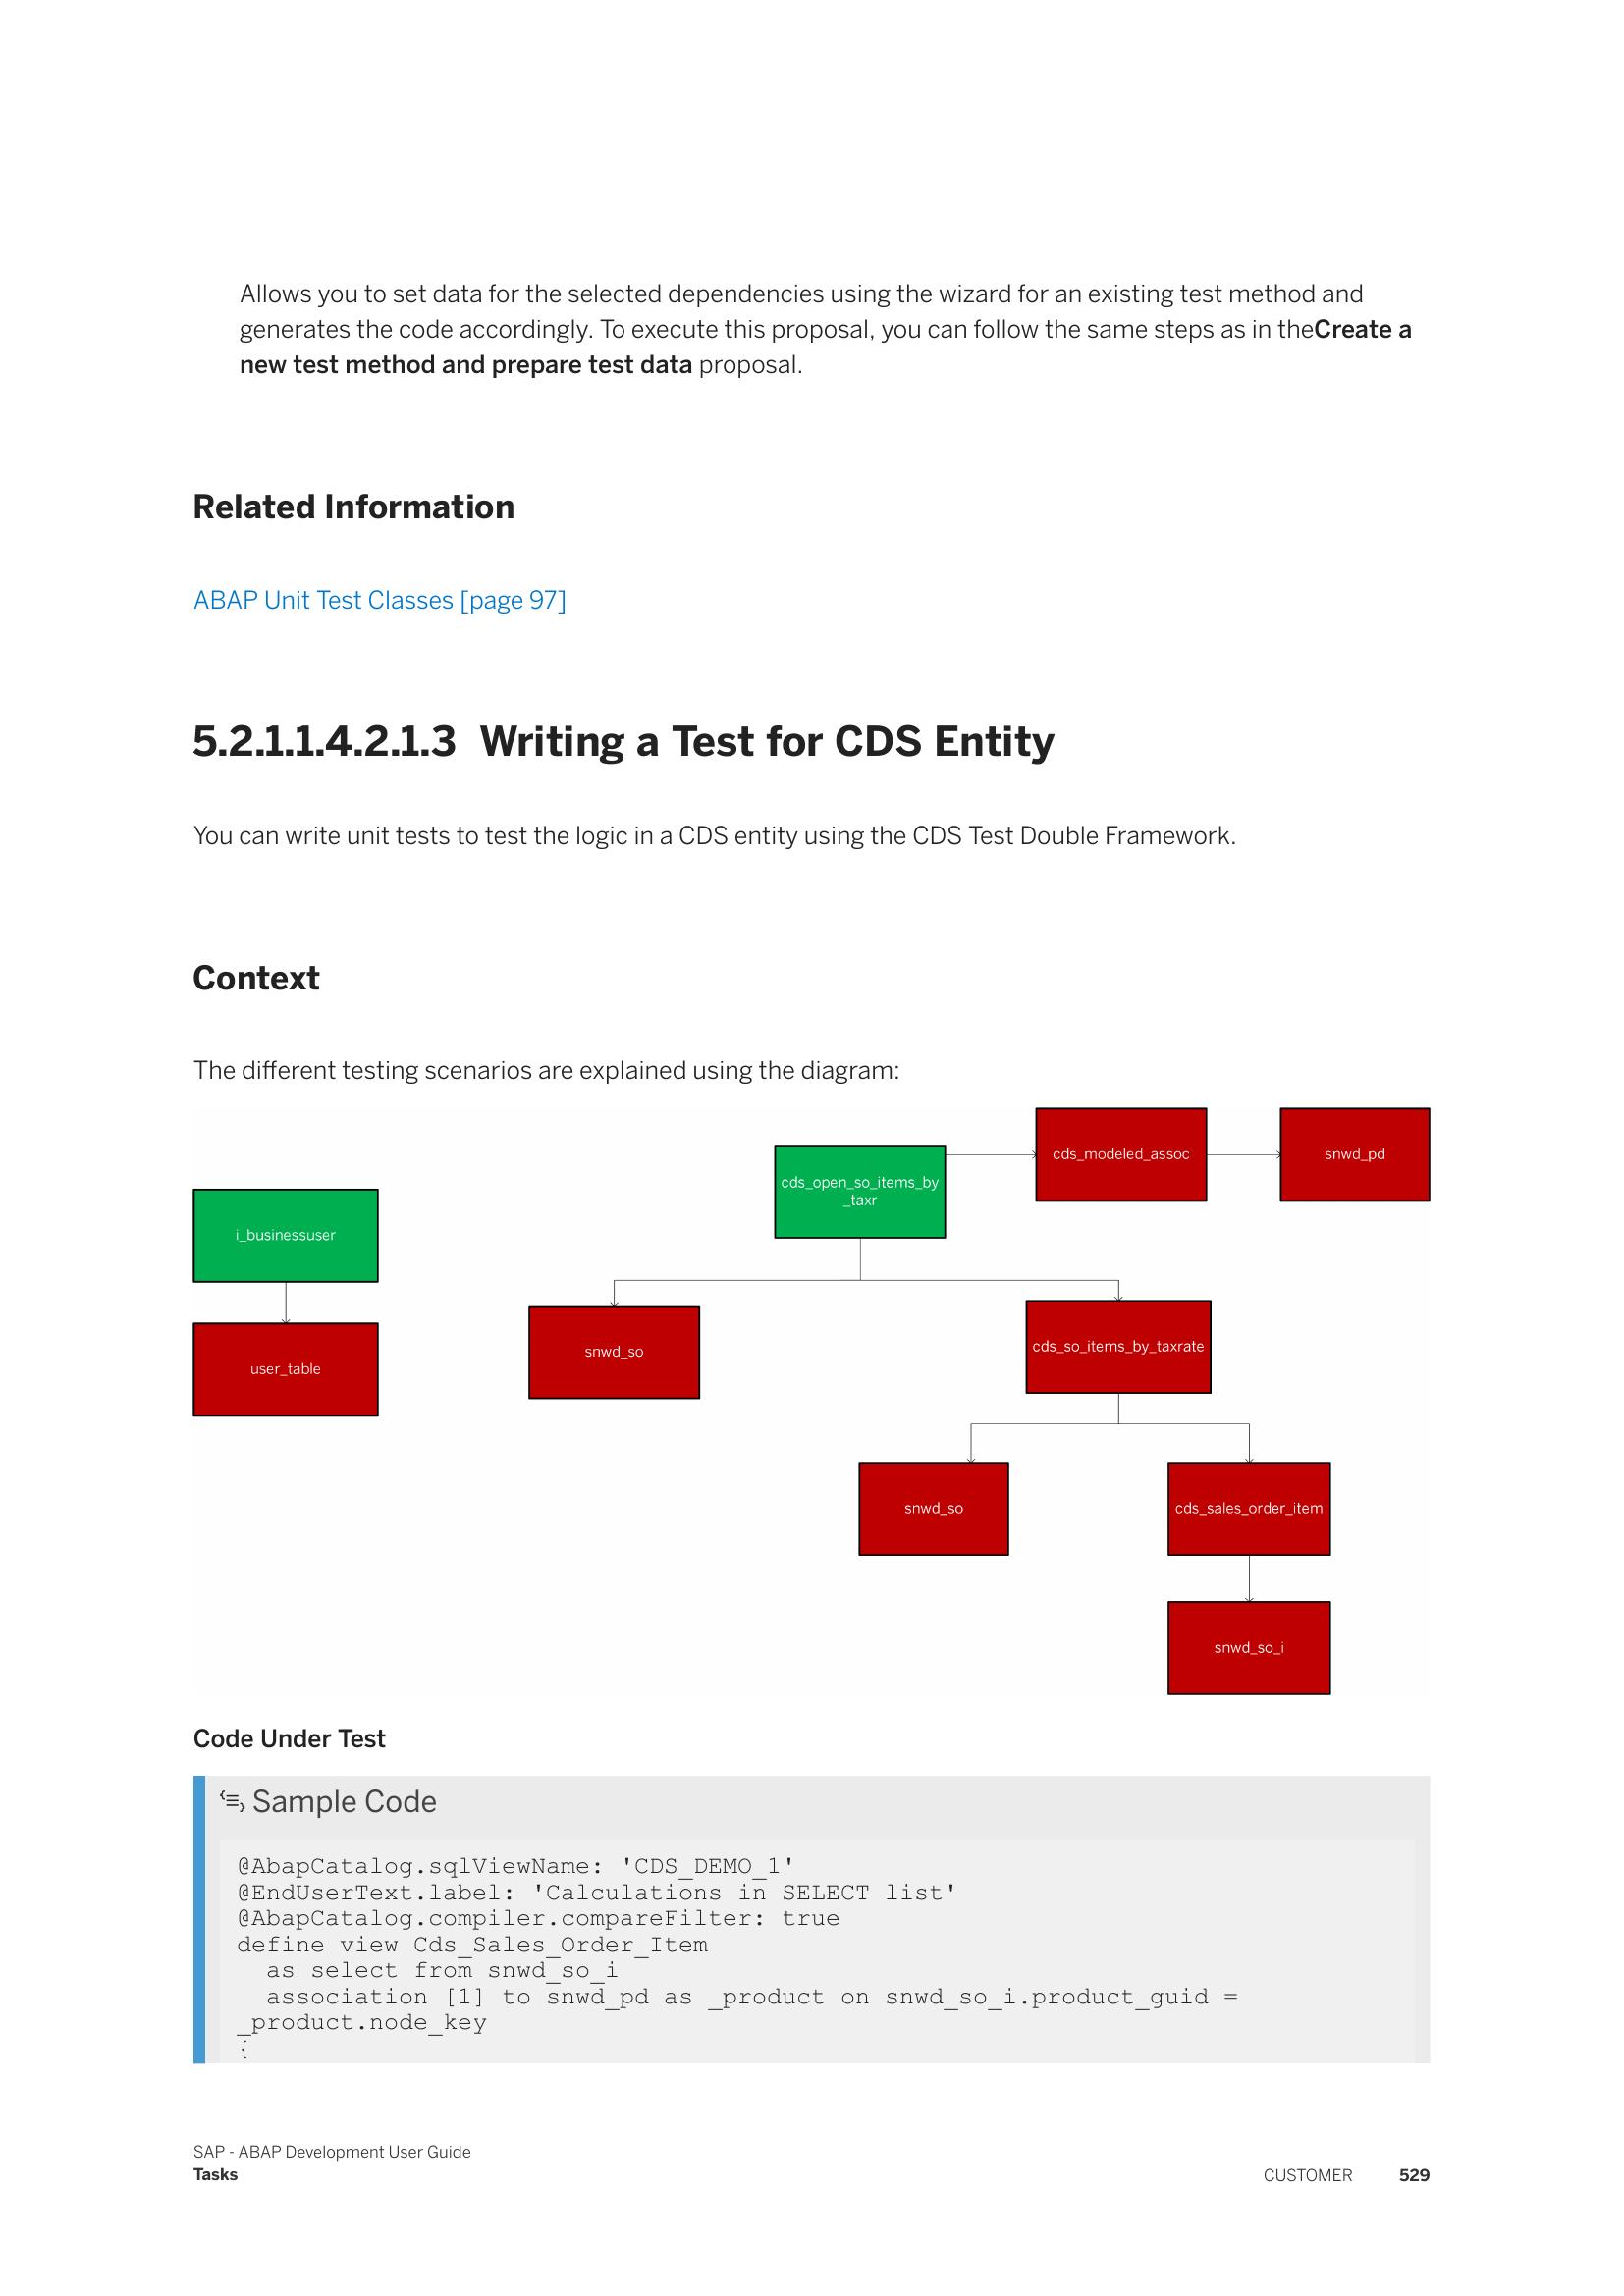 Allows you to set data for the selected dependencies using the wizard for an existing test method and
generates the code accordingly. To execute this proposal, you can follow the same steps as in theCreate a
new test method and prepare test data proposal.
Related Information
ABAP Unit Test Classes [page 97]
5.2.1.1.4.2.1.3 Writing a Test for CDS Entity
You can write unit tests to test the logic in a CDS entity using the CDS Test Double Framework.
Context
The different testing scenarios are explained using the diagram:
cds_modeled_assoc
snwd_pd
cds_open_so_items_by
_taxr
i_businessuser
snwd_so
cds_so_items_by_taxrate
user_table
snwd_so
cds_sales_order_item
snwd_so_i
Code Under Test
Sample Code
@AbapCatalog.sqlViewName: 'CDS_DEMO_1'
@EndUserText.label: 'Calculations in SELECT list'
@AbapCatalog.compiler.compareFilter: true
define view Cds_Sales_Order_Item
  as select from snwd_so_i
  association [1] to snwd_pd as _product on snwd_so_i.product_guid =
_product.node_key
{
SAP - ABAP Development User Guide
Tasks
CUSTOMER 529